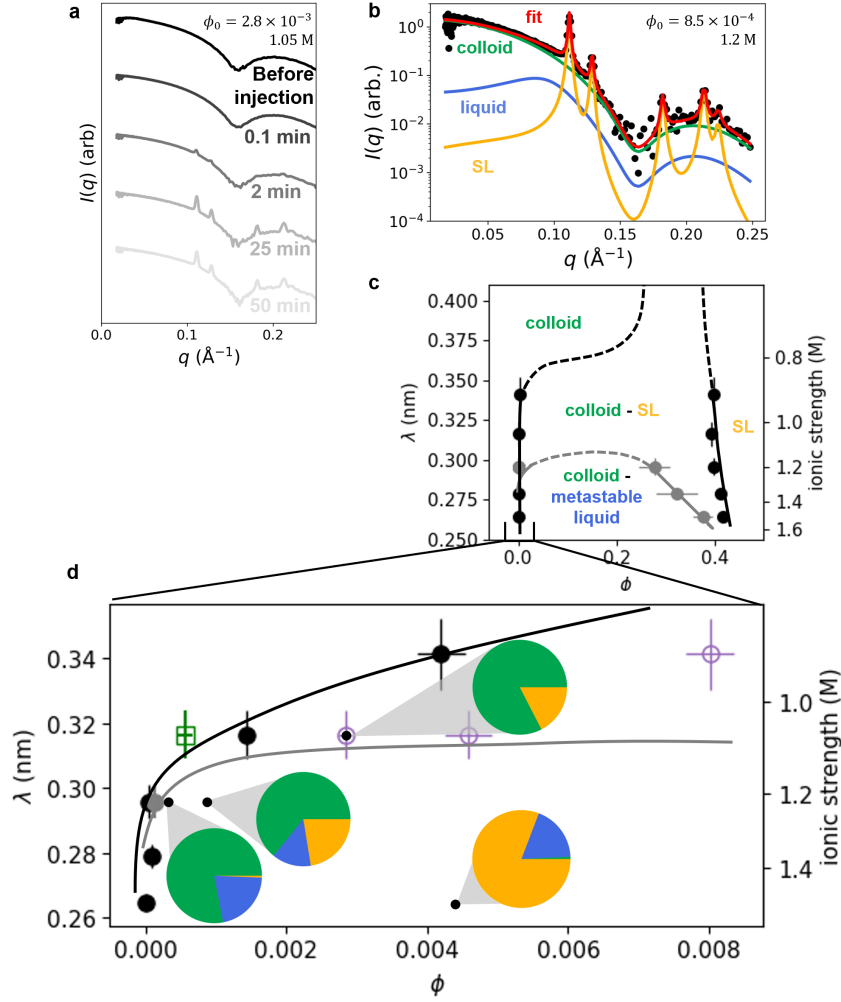 a
ϕ₀ = 2.8 × 10⁻³
1.05 M
Before
injection
0.1 min
2 min
25 min
50 min
I(q) (arb)
0.0
0.1
0.2
q (Å⁻¹)
b
ϕ₀ = 8.5 × 10⁻⁴
1.2 M
fit
colloid
liquid
SL
I(q) (arb.)
10⁰
10⁻¹
10⁻²
10⁻³
10⁻⁴
0.05
0.10
0.15
0.20
0.25
q (Å⁻¹)
c
λ (nm)
0.400
0.375
0.350
0.325
0.300
0.275
0.250
colloid
colloid - SL
SL
colloid -
metastable
liquid
0.8
0.9
1.0
1.2
1.4
1.6
ionic strength (M)
0.0
0.2
0.4
ϕ
d
λ (nm)
0.34
0.32
0.30
0.28
0.26
1.0
1.2
1.4
ionic strength (M)
0.000
0.002
0.004
0.006
0.008
ϕ